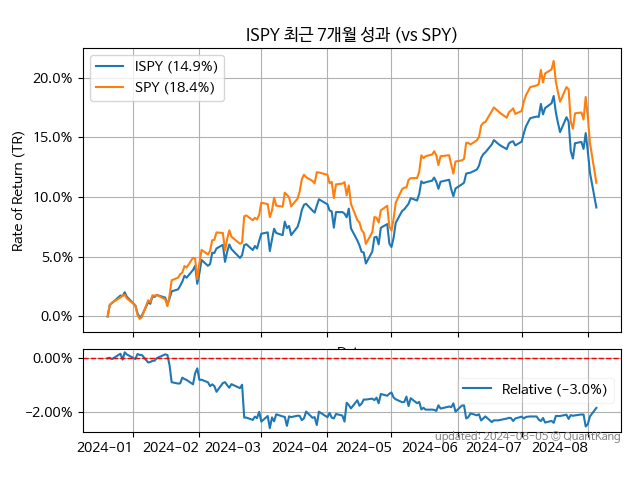 ISPY 최근 7개월 성과 (vs SPY)
ISPY (14.9%)
SPY (18.4%)
Rate of Return (TR)
20.0%
15.0%
10.0%
5.0%
0.0%
0.00%
−2.00%
Relative (−3.0%)
updated: 2024-08-05 © QuantKang
2024-01 2024-02 2024-03 2024-04 2024-05 2024-06 2024-07 2024-08